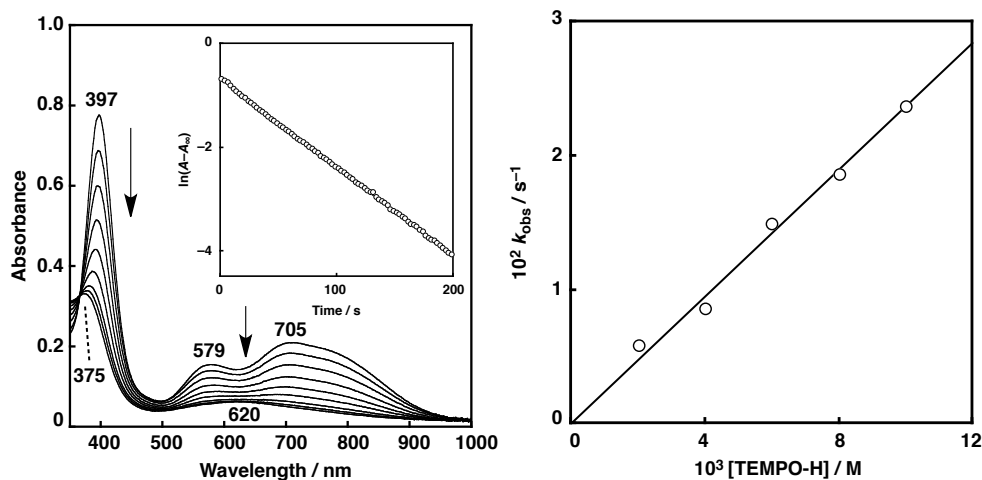 1.0
0.8
0.6
0.4
0.2
0
Absorbance
400 500 600 700 800 900 1000
Wavelength / nm
397
375
579
705
620
0
−2
−4
ln(A−A∞)
0 100 200
Time / s
3
2
1
0
10² kobs / s⁻¹
0 4 8 12
10³ [TEMPO-H] / M